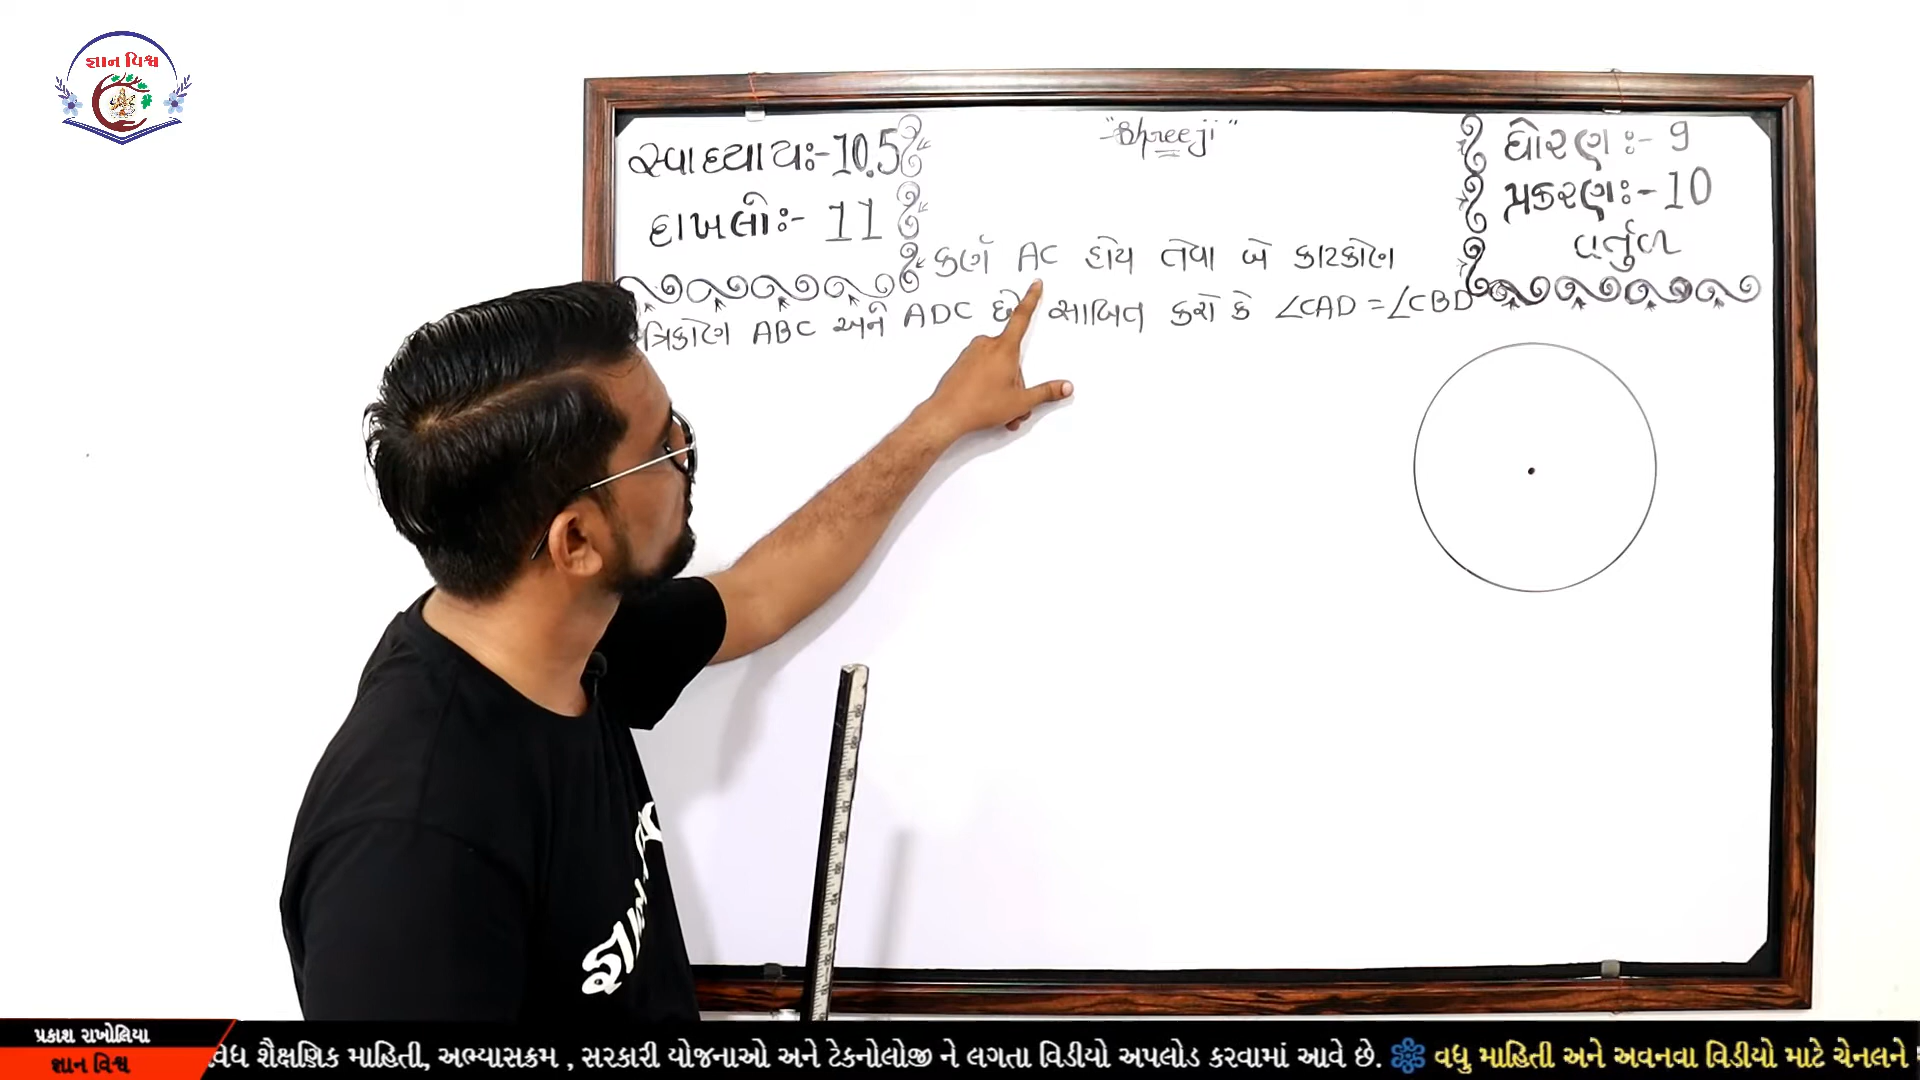 જ્ઞાન વિશ્વ
"Shreeji"
સ્વાધ્યાયઃ-10.5
દાખલોઃ- 11
ધોરણઃ- 9
પ્રકરણઃ-10
વર્તુળ
કર્ણ AC હોય તેવા બે કાટકોણ
ત્રિકોણ ABC અને ADC સાબિત કરો કે ∠CAD = ∠CBD
પ્રકાશ રાખોલિયા
જ્ઞાન વિશ્વ
શૈક્ષણિક માહિતી, અભ્યાસક્રમ , સરકારી યોજનાઓ અને ટેકનોલોજી ને લગતા વિડીયો અપલોડ કરવામાં આવે છે. વધુ માહિતી અને અવનવા વિડીયો માટે ચેનલને